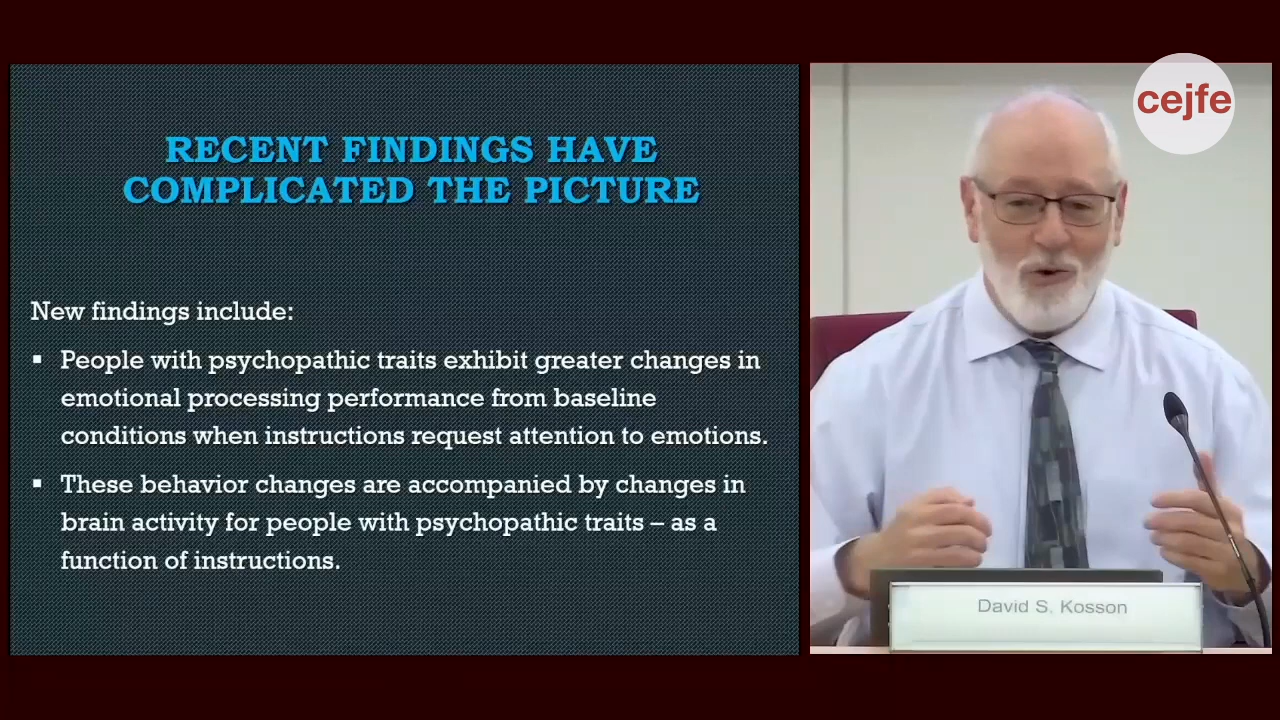 RECENT FINDINGS HAVE
COMPLICATED THE PICTURE
New findings include:
▪ People with psychopathic traits exhibit greater changes in
emotional processing performance from baseline
conditions when instructions request attention to emotions.
▪ These behavior changes are accompanied by changes in
brain activity for people with psychopathic traits – as a
function of instructions.
cejfe
David S. Kosson